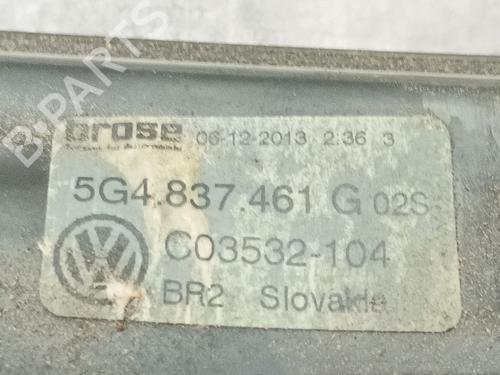 B-PARTS
brose 06-12-2013 2:36 3
5G4.837.461 G 02S
C03532-104
BR2 Slovakia